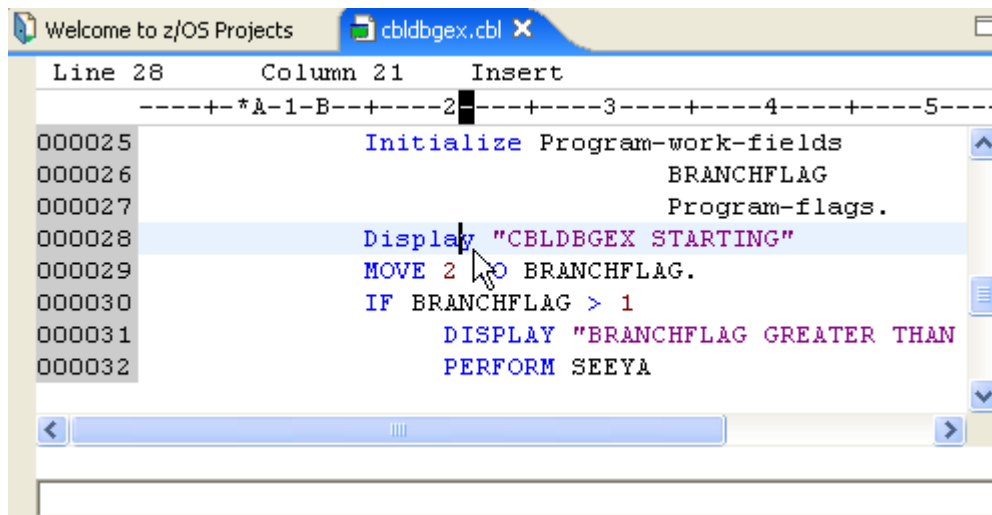 Welcome to z/OS Projects cbldbgex.cbl
Line 28 Column 21 Insert
----+-*A-1-B--+----2----+----3----+----4----+----5----
000025 Initialize Program-work-fields
000026 BRANCHFLAG
000027 Program-flags.
000028 Display "CBLDBGEX STARTING"
000029 MOVE 2 TO BRANCHFLAG.
000030 IF BRANCHFLAG > 1
000031 DISPLAY "BRANCHFLAG GREATER THAN
000032 PERFORM SEEYA